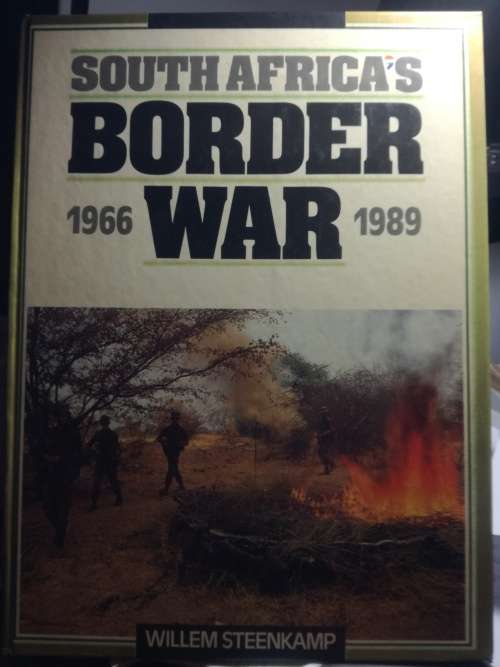 SOUTH AFRICA'S
BORDER
1966 WAR 1989
WILLEM STEENKAMP